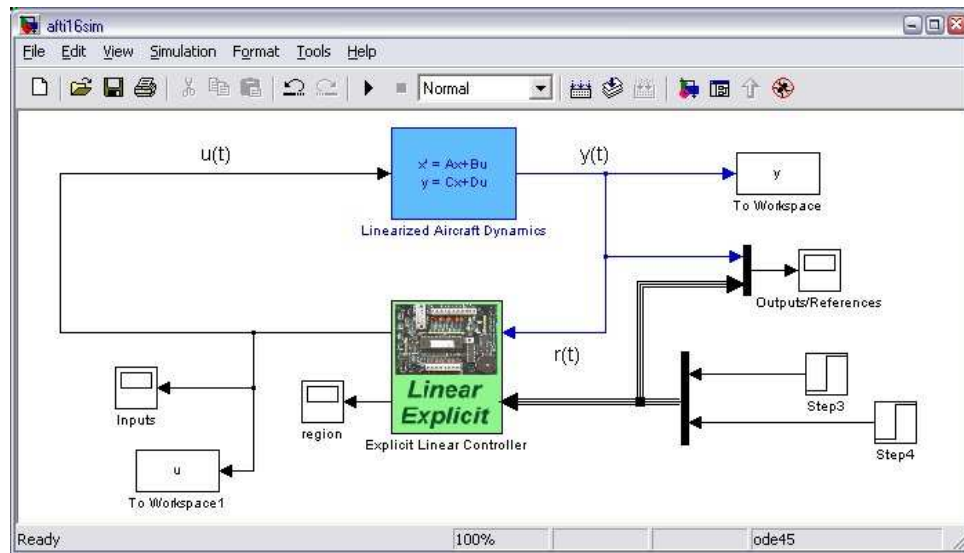 afti16sim
File Edit View Simulation Format Tools Help
Normal
u(t)
x' = Ax+Bu
y = Cx+Du
y(t)
y
Linearized Aircraft Dynamics
To Workspace
Outputs/References
r(t)
Linear
Explicit
Explicit Linear Controller
Inputs
region
Step3
Step4
u
To Workspace1
Ready 100% ode45